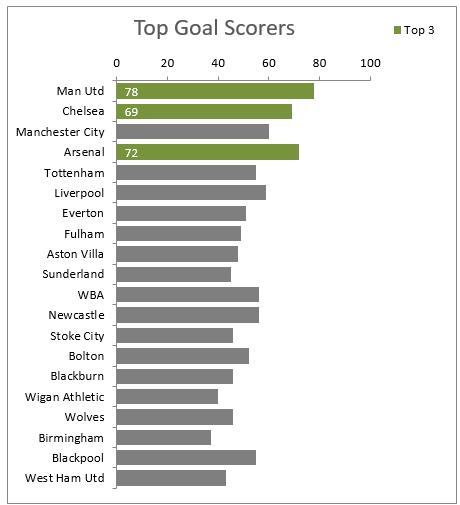 Top Goal Scorers
Top 3
0 20 40 60 80 100
Man Utd 78
Chelsea 69
Manchester City
Arsenal 72
Tottenham
Liverpool
Everton
Fulham
Aston Villa
Sunderland
WBA
Newcastle
Stoke City
Bolton
Blackburn
Wigan Athletic
Wolves
Birmingham
Blackpool
West Ham Utd